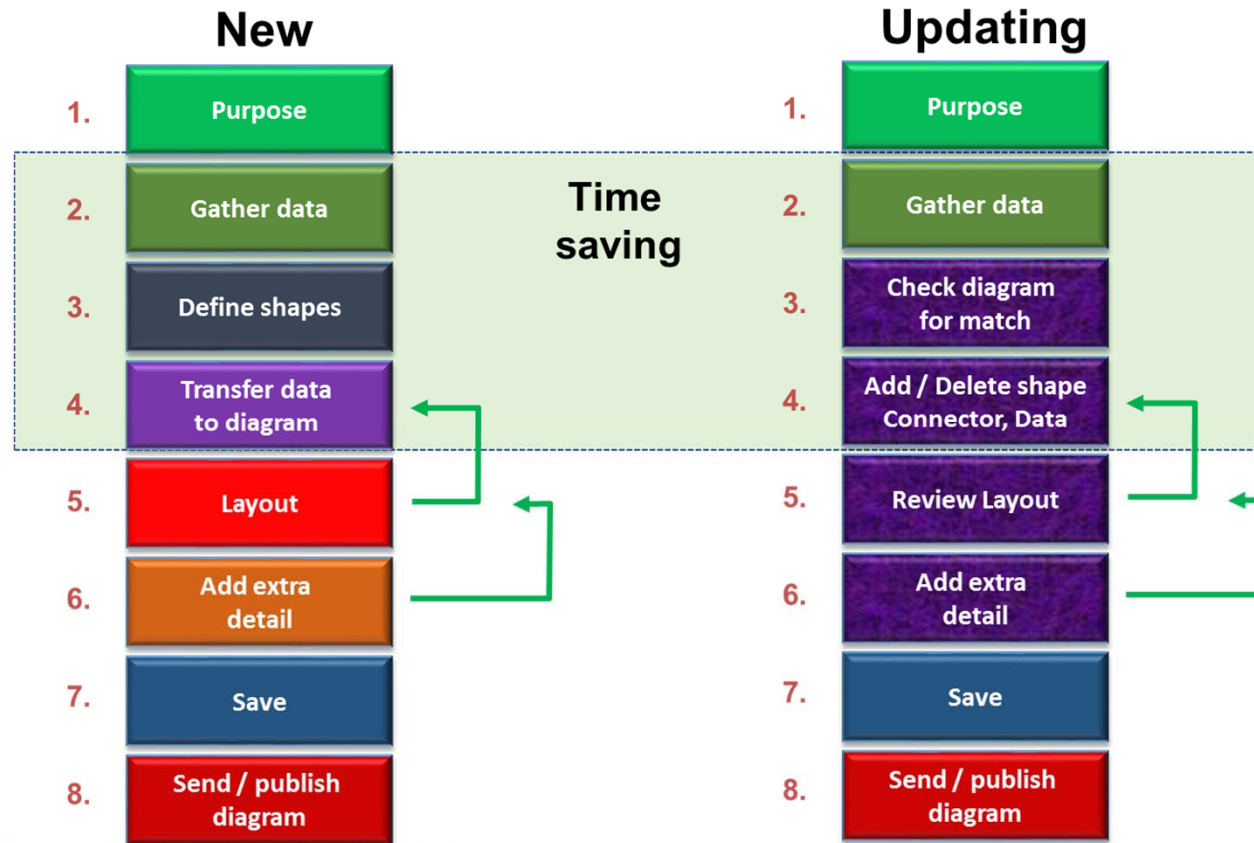 New
1.
Purpose
2.
Gather data
3.
Define shapes
4.
Transfer data
to diagram
5.
Layout
6.
Add extra
detail
7.
Save
8.
Send / publish
diagram
Time
saving
Updating
1.
Purpose
2.
Gather data
3.
Check diagram
for match
4.
Add / Delete shape
Connector, Data
5.
Review Layout
6.
Add extra
detail
7.
Save
8.
Send / publish
diagram